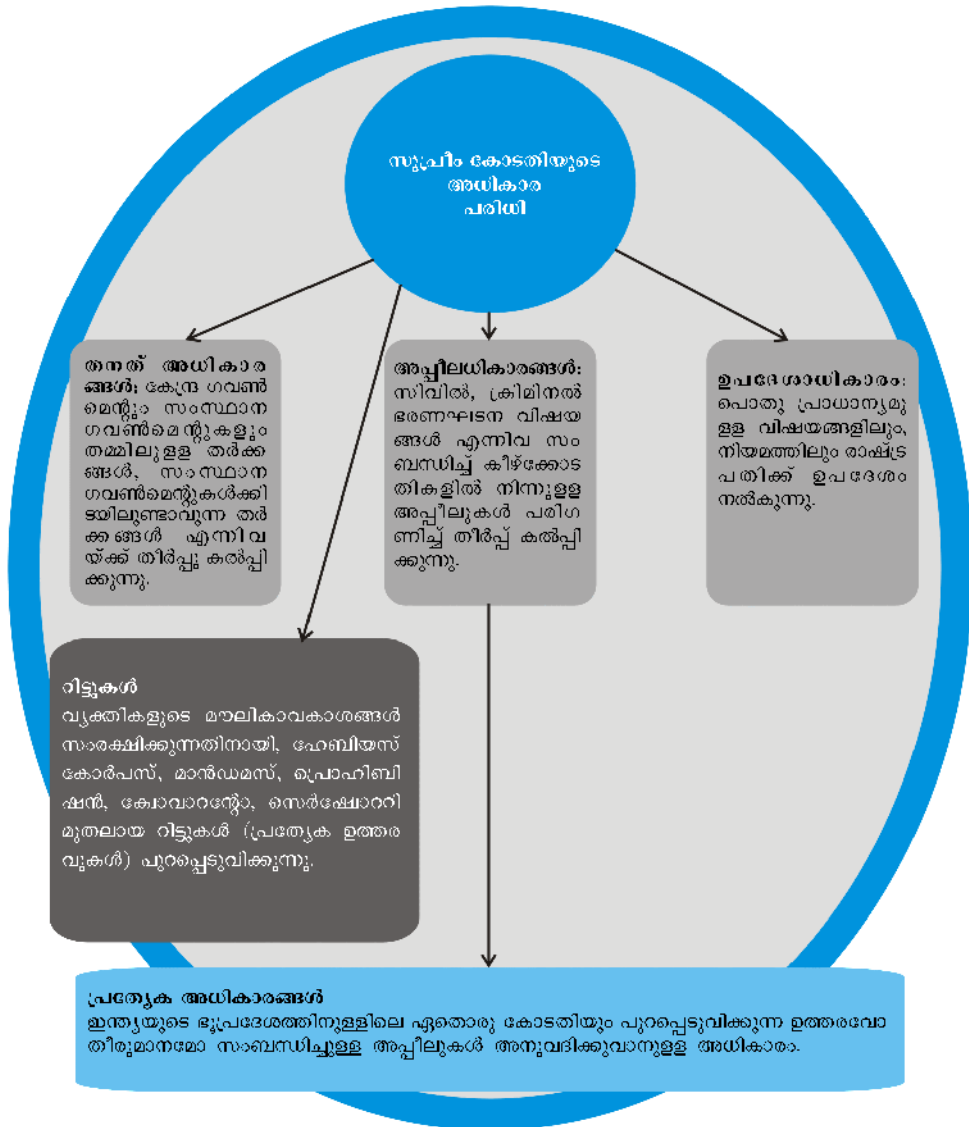 സുപ്രീം കോടതിയുടെ
അധികാര
പരിധി
തനത് അധികാര
ങ്ങൾ: കേന്ദ്ര ഗവൺ
മെന്റും സംസ്ഥാന
ഗവൺമെന്റുകളും
തമ്മിലുളള തർക്ക
ങ്ങൾ, സംസ്ഥാന
ഗവൺമെന്റുകൾക്കി
ടയിലുണ്ടാവുന്ന തർ
ക്കങ്ങൾ എന്നിവ
യ്ക്ക് തീർപ്പു കൽപ്പി
ക്കുന്നു.
അപ്പീലധികാരങ്ങൾ:
സിവിൽ, ക്രിമിനൽ
ഭരണഘടന വിഷയ
ങ്ങൾ എന്നിവ സം
ബന്ധിച്ച് കീഴ്ക്കോട
തികളിൽ നിന്നുളള
അപ്പീലുകൾ പരിഗ
ണിച്ച് തീർപ്പ് കൽപ്പി
ക്കുന്നു.
ഉപദേശാധികാരം:
പൊതു പ്രാധാന്യമു
ളള വിഷയങ്ങളിലും,
നിയമത്തിലും രാഷ്ട്ര
പതിക്ക് ഉപദേശം
നൽകുന്നു.
റിട്ടുകൾ
വ്യക്തികളുടെ മൗലികാവകാശങ്ങൾ
സംരക്ഷിക്കുന്നതിനായി, ഹേബിയസ്
കോർപസ്, മാൻഡമസ്, പ്രൊഹിബി
ഷൻ, ക്വോവാറന്റോ, സെർഷ്യോററി
മുതലായ റിട്ടുകൾ (പ്രത്യേക ഉത്തര
വുകൾ) പുറപ്പെടുവിക്കുന്നു.
പ്രത്യേക അധികാരങ്ങൾ
ഇന്ത്യയുടെ ഭൂപ്രദേശത്തിനുള്ളിലെ ഏതൊരു കോടതിയും പുറപ്പെടുവിക്കുന്ന ഉത്തരവോ
തീരുമാനമോ സംബന്ധിച്ചുള്ള അപ്പീലുകൾ അനുവദിക്കുവാനുളള അധികാരം.